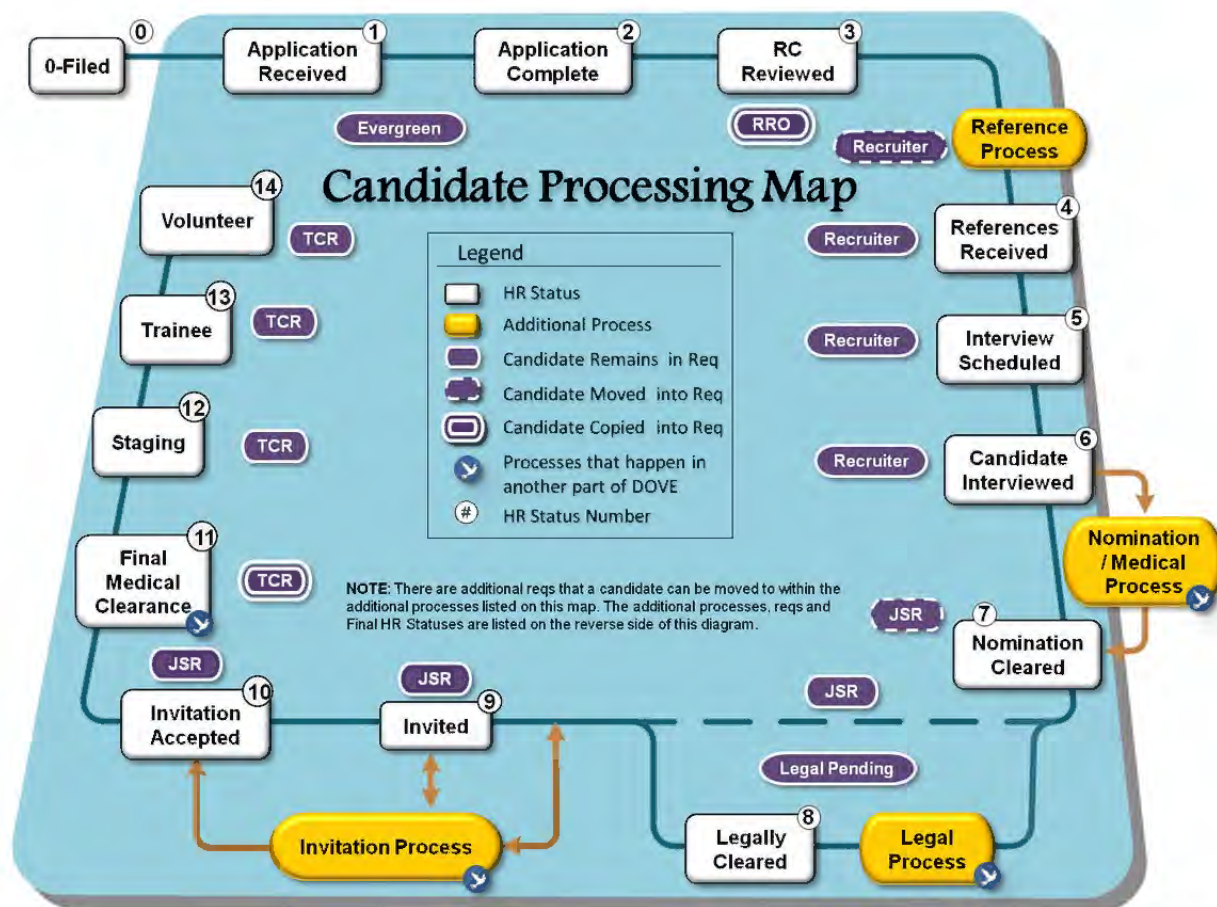 0
0-Filed
1
Application
Received
2
Application
Complete
3
RC
Reviewed
Evergreen
RRO
Recruiter
Reference
Process
Candidate Processing Map
14
Volunteer
TCR
Recruiter
4
References
Received
Legend
HR Status
Additional Process
Candidate Remains in Req
Candidate Moved into Req
Candidate Copied into Req
Processes that happen in
another part of DOVE
#
HR Status Number
13
Trainee
TCR
Recruiter
5
Interview
Scheduled
12
Staging
TCR
Recruiter
6
Candidate
Interviewed
Nomination
/ Medical
Process
11
Final
Medical
Clearance
TCR
NOTE: There are additional reqs that a candidate can be moved to within the
additional processes listed on this map. The additional processes, reqs and
Final HR Statuses are listed on the reverse side of this diagram.
JSR
7
Nomination
Cleared
JSR
10
Invitation
Accepted
JSR
9
Invited
JSR
Legal Pending
Invitation Process
8
Legally
Cleared
Legal
Process